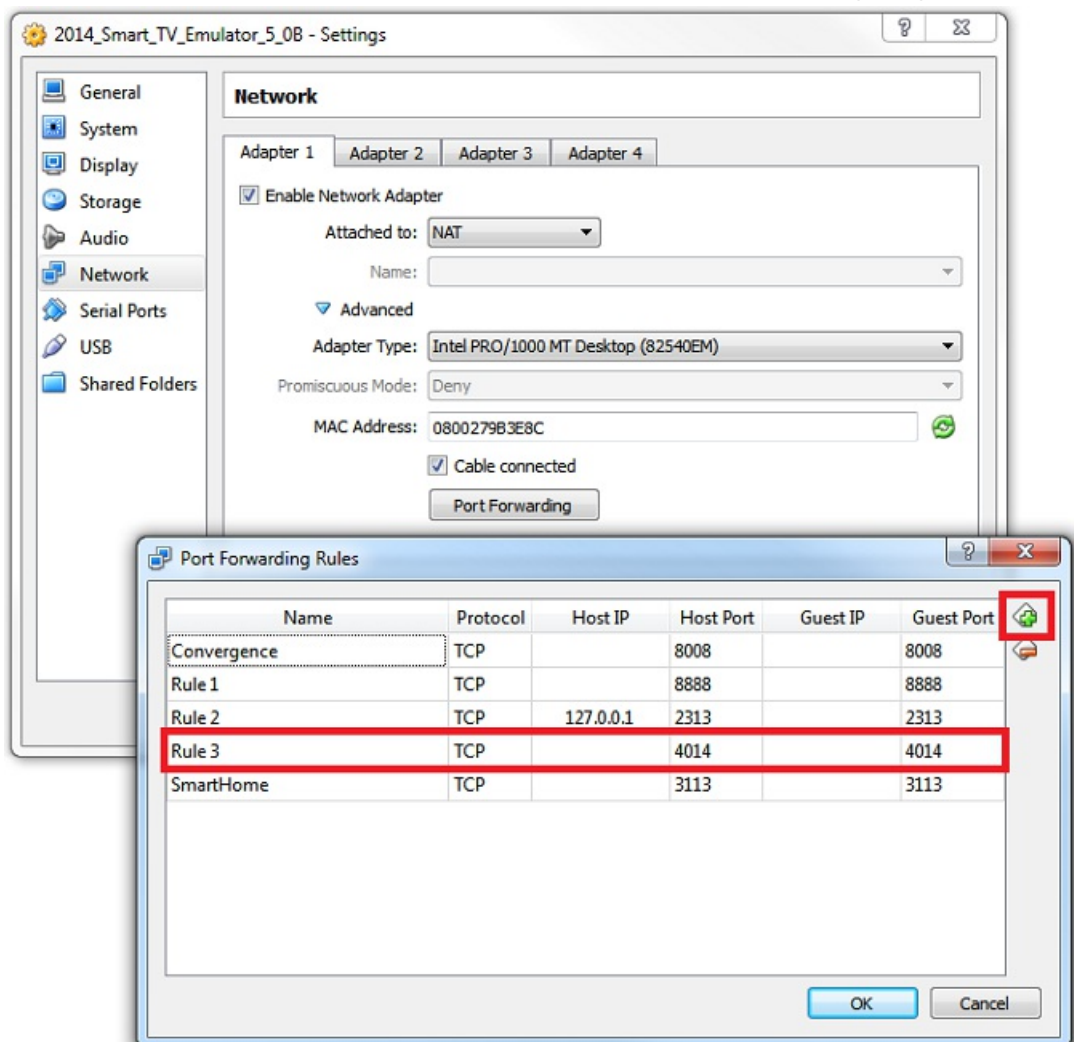 2014_Smart_TV_Emulator_5_0B - Settings
General
System
Display
Storage
Audio
Network
Serial Ports
USB
Shared Folders
Network
Adapter 1 Adapter 2 Adapter 3 Adapter 4
Enable Network Adapter
Attached to: NAT
Name:
Advanced
Adapter Type: Intel PRO/1000 MT Desktop (82540EM)
Promiscuous Mode: Deny
MAC Address: 0800279B3E8C
Cable connected
Port Forwarding
Port Forwarding Rules
Name Protocol Host IP Host Port Guest IP Guest Port
Convergence TCP 8008 8008
Rule 1 TCP 8888 8888
Rule 2 TCP 127.0.0.1 2313 2313
Rule 3 TCP 4014 4014
SmartHome TCP 3113 3113
OK Cancel